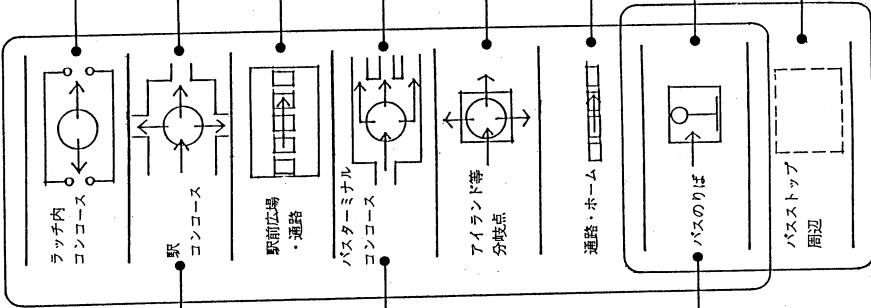 ラッチ内
コンコース
駅
コンコース
駅前広場
・通路
バスターミナル
コンコース
アイランド等
分岐点
通路・ホーム
バスのりば
バスストップ
周辺